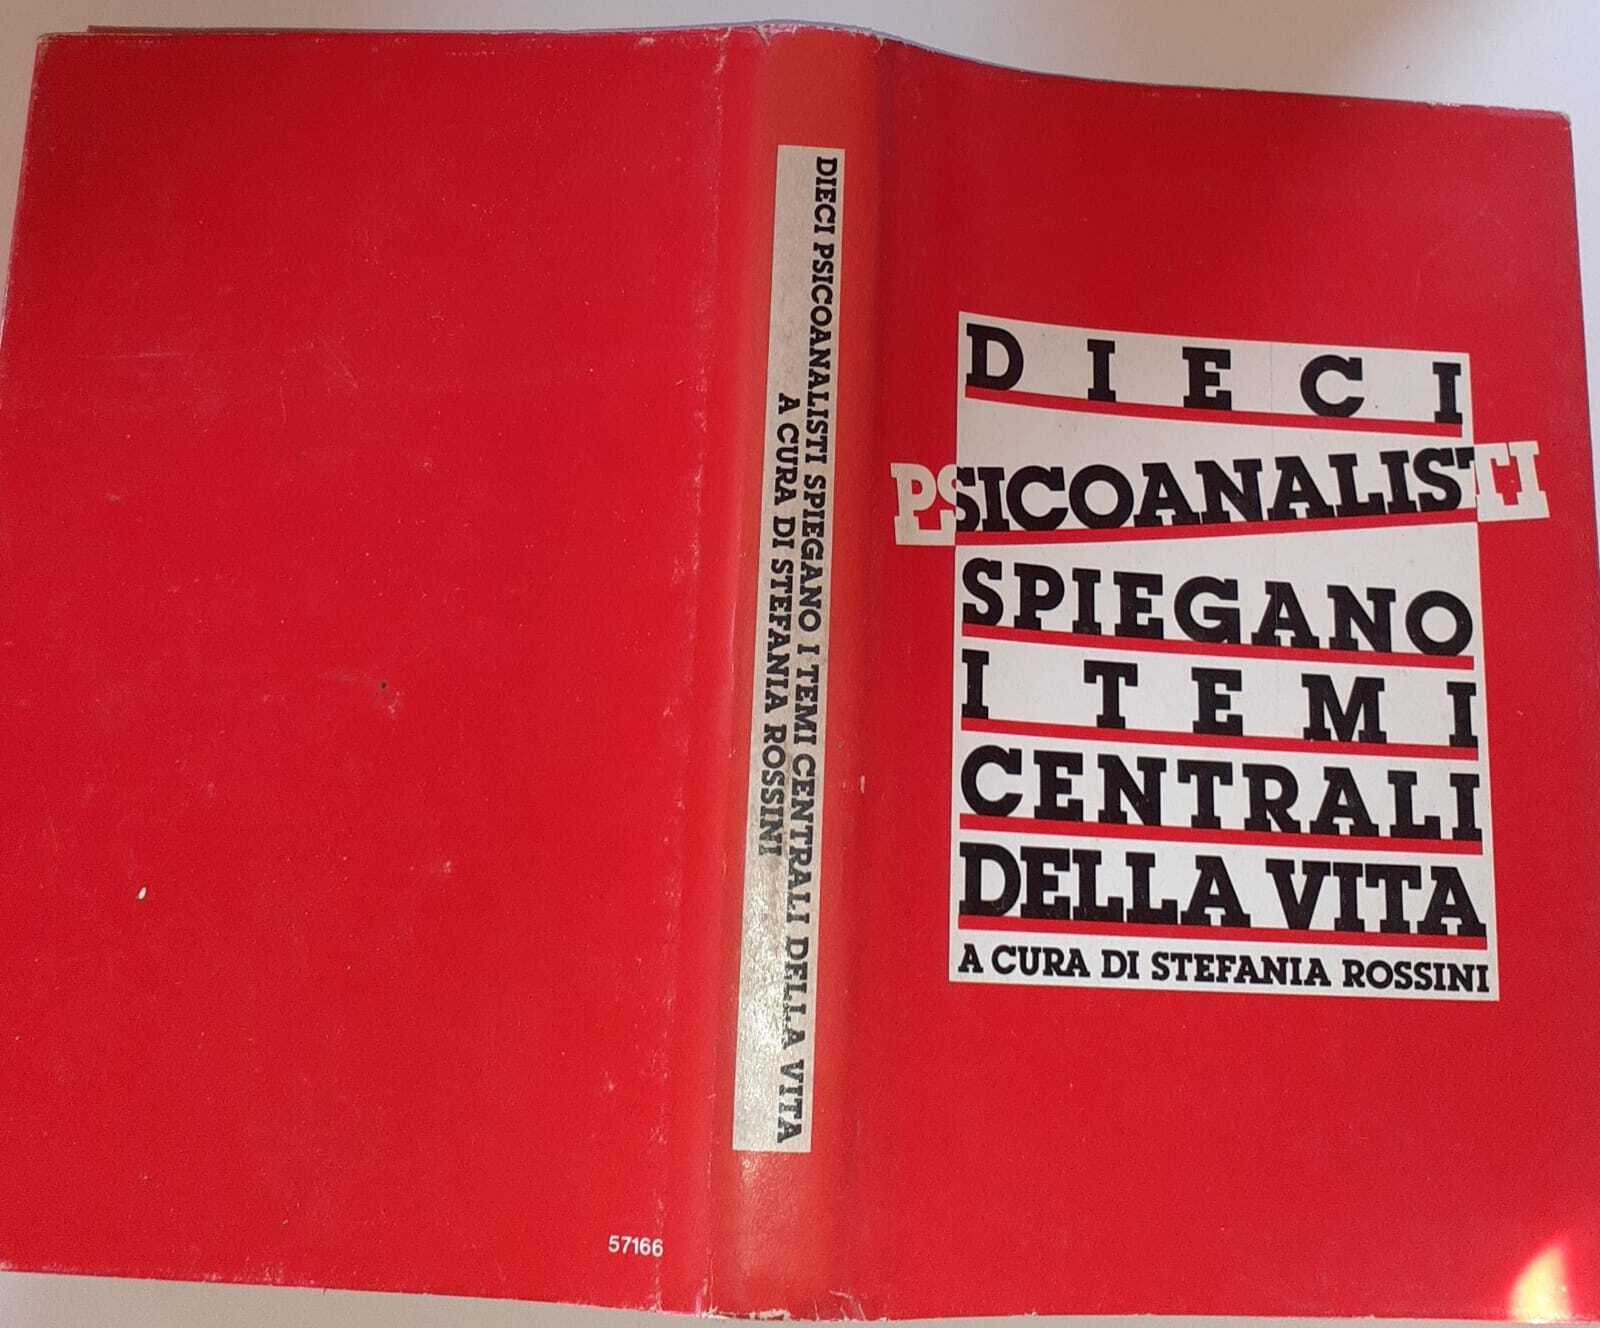 DIECI PSICOANALISTI SPIEGANO I TEMI CENTRALI DELLA VITA
A CURA DI STEFANIA ROSSINI
DIECI
PSICOANALISTI
SPIEGANO
I TEMI
CENTRALI
DELLA VITA
A CURA DI STEFANIA ROSSINI
57166